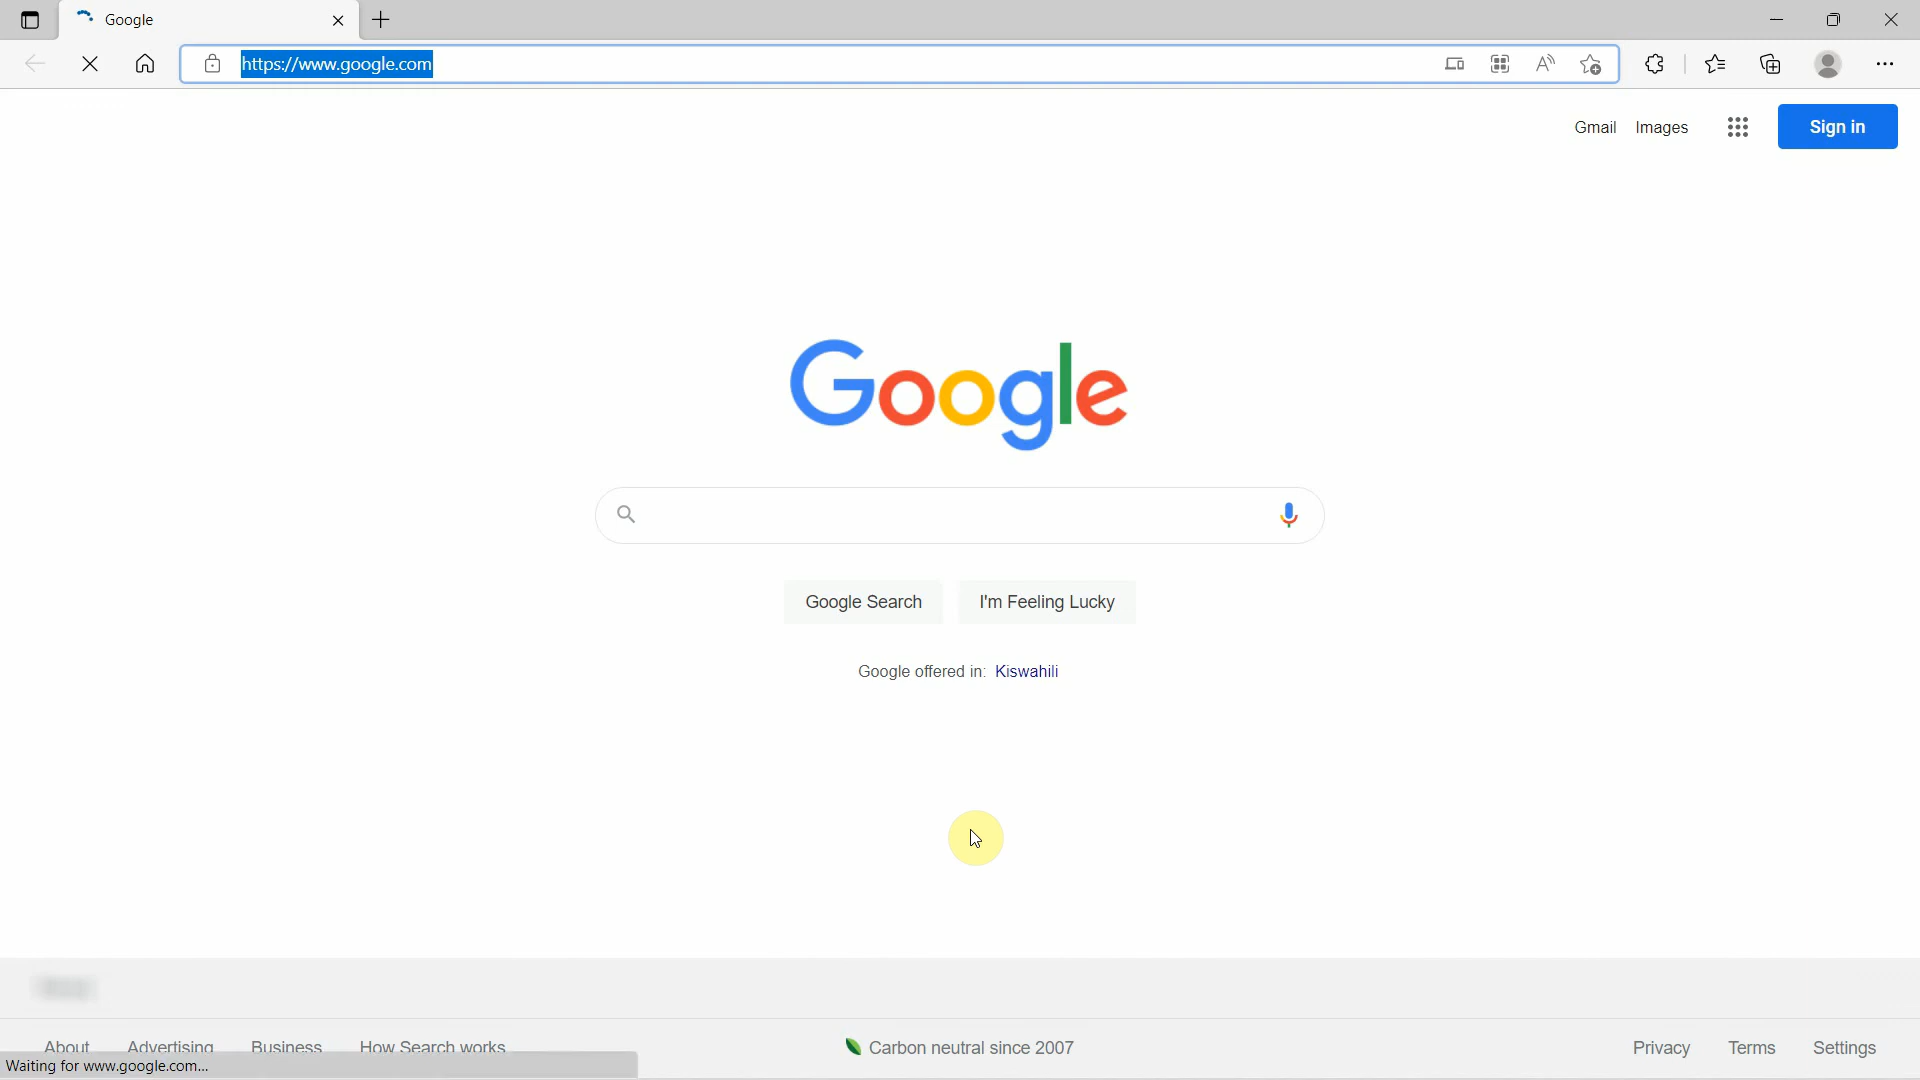 Google
https://www.google.com
Gmail Images Sign in
Google
Google Search I'm Feeling Lucky
Google offered in: Kiswahili
About Advertising Business How Search works Carbon neutral since 2007 Privacy Terms Settings
Waiting for www.google.com...